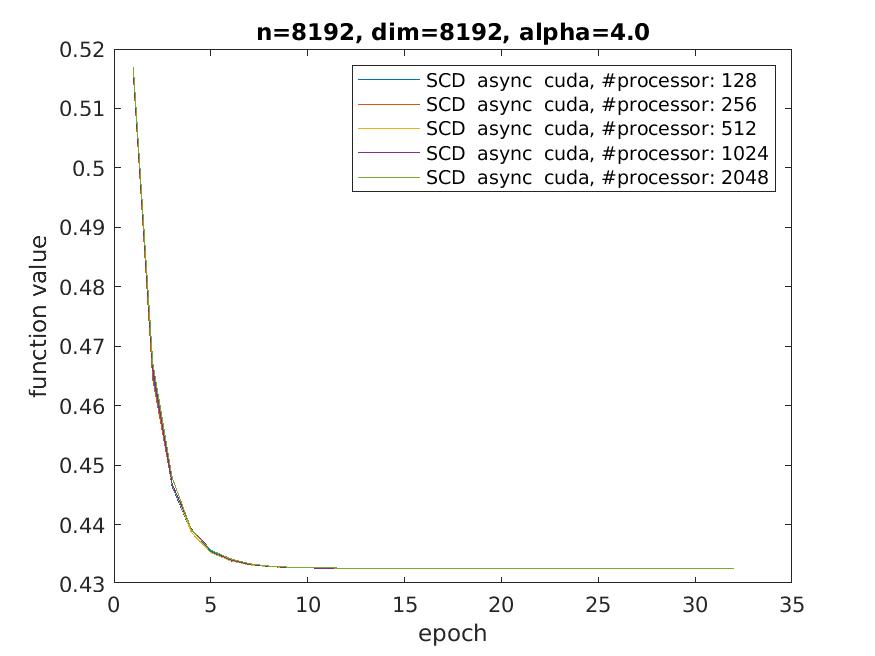 n=8192, dim=8192, alpha=4.0
0.52
0.51
0.5
0.49
0.48
0.47
0.46
0.45
0.44
0.43
function value
SCD async cuda, #processor: 128
SCD async cuda, #processor: 256
SCD async cuda, #processor: 512
SCD async cuda, #processor: 1024
SCD async cuda, #processor: 2048
0 5 10 15 20 25 30 35
epoch